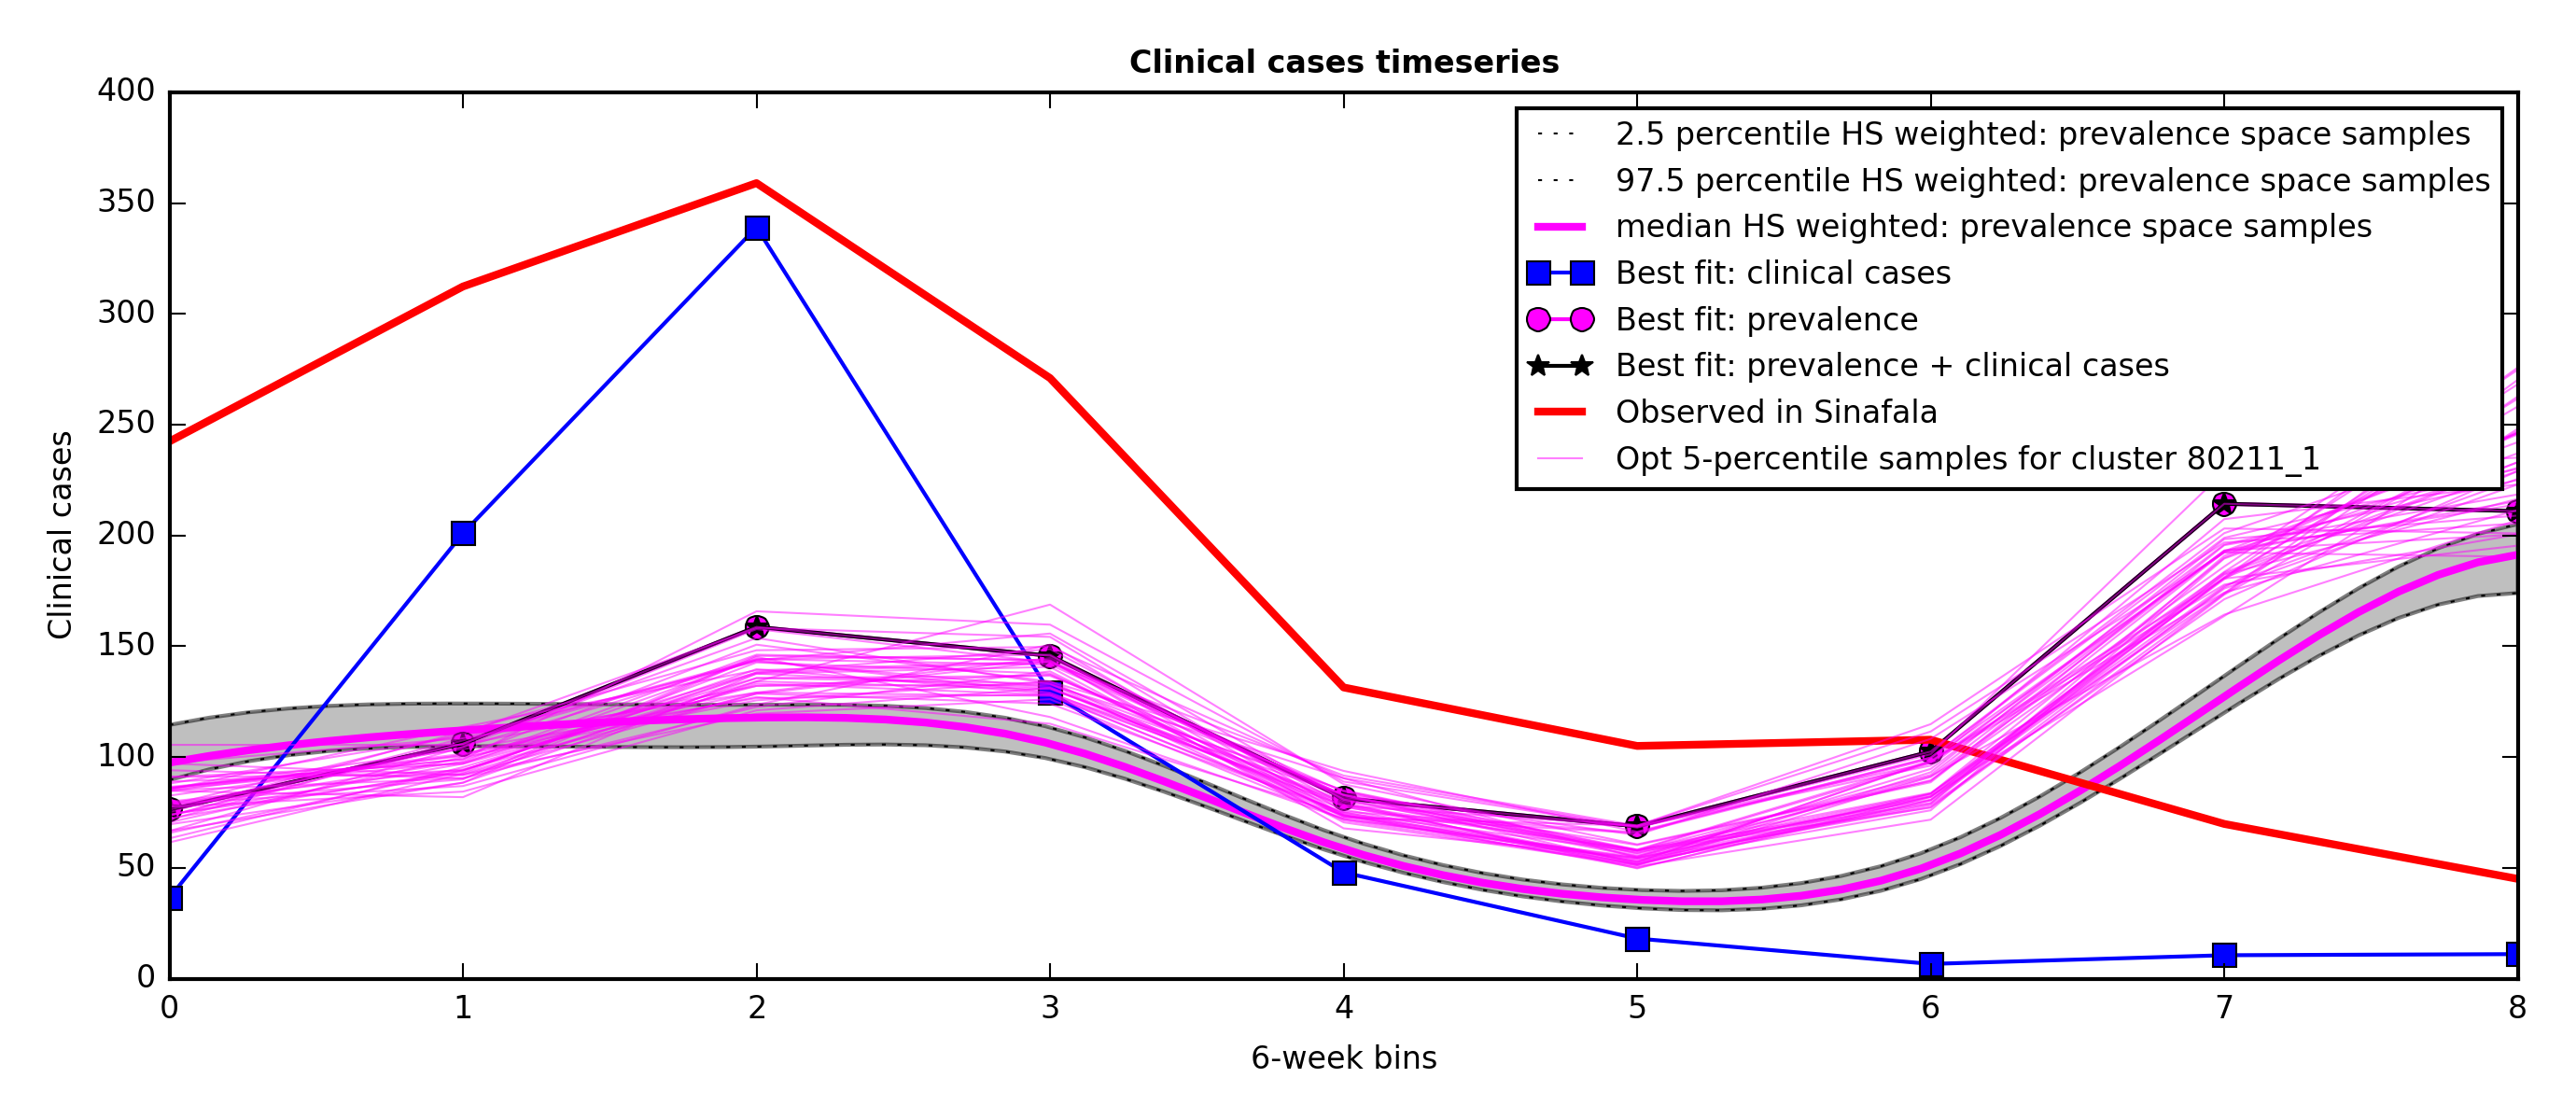 Clinical cases timeseries
400
350
300
250
200
150
100
50
0
Clinical cases
2.5 percentile HS weighted: prevalence space samples
97.5 percentile HS weighted: prevalence space samples
median HS weighted: prevalence space samples
Best fit: clinical cases
Best fit: prevalence
Best fit: prevalence + clinical cases
Observed in Sinafala
Opt 5-percentile samples for cluster 80211_1
0 1 2 3 4 5 6 7 8
6-week bins